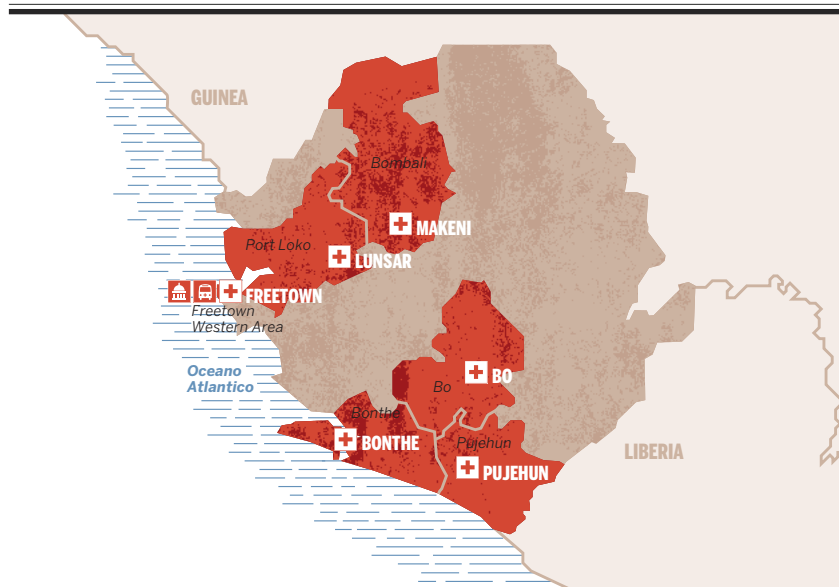 GUINEA
Bombali
MAKENI
Port Loko
LUNSAR
FREETOWN
Freetown
Western Area
Oceano
Atlantico
BO
Bo
Bonthe
BONTHE
Pujehun
LIBERIA
PUJEHUN